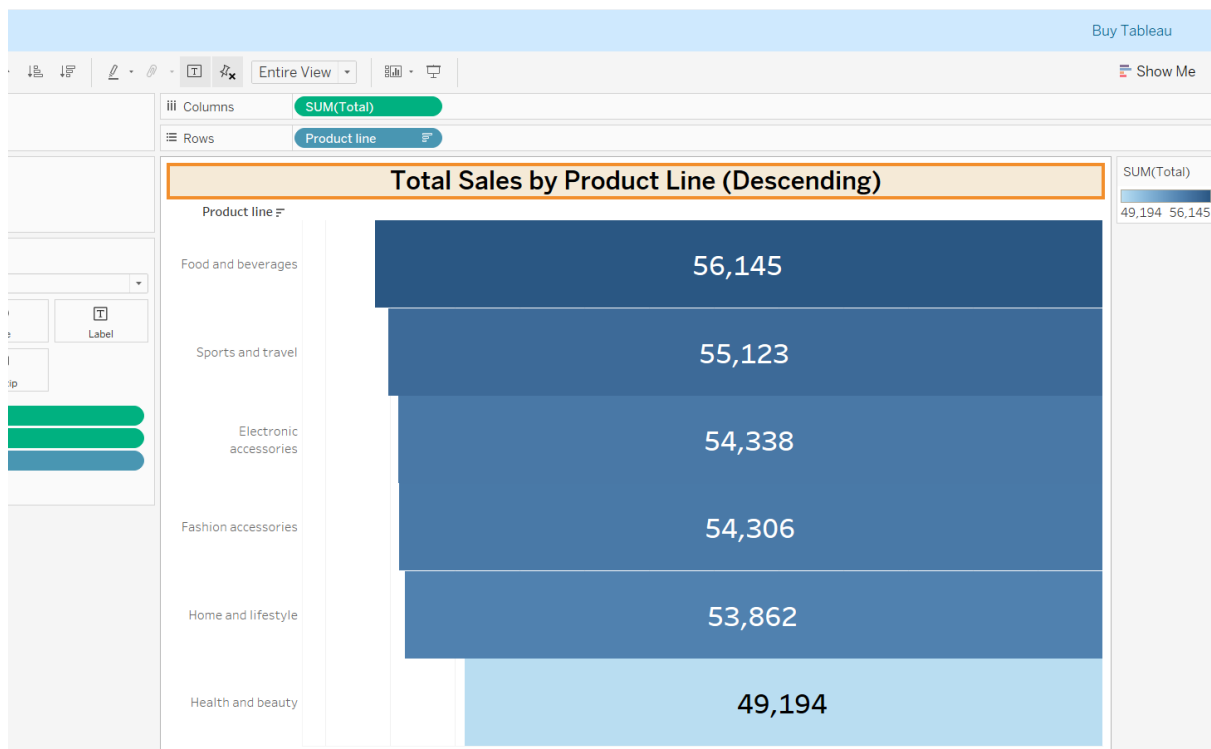 Buy Tableau
Entire View
Show Me
Columns
SUM(Total)
Rows
Product line
Total Sales by Product Line (Descending)
SUM(Total)
49,194 56,145
Product line
Food and beverages
56,145
Sports and travel
55,123
Electronic
accessories
54,338
Label
Fashion accessories
54,306
Home and lifestyle
53,862
Health and beauty
49,194